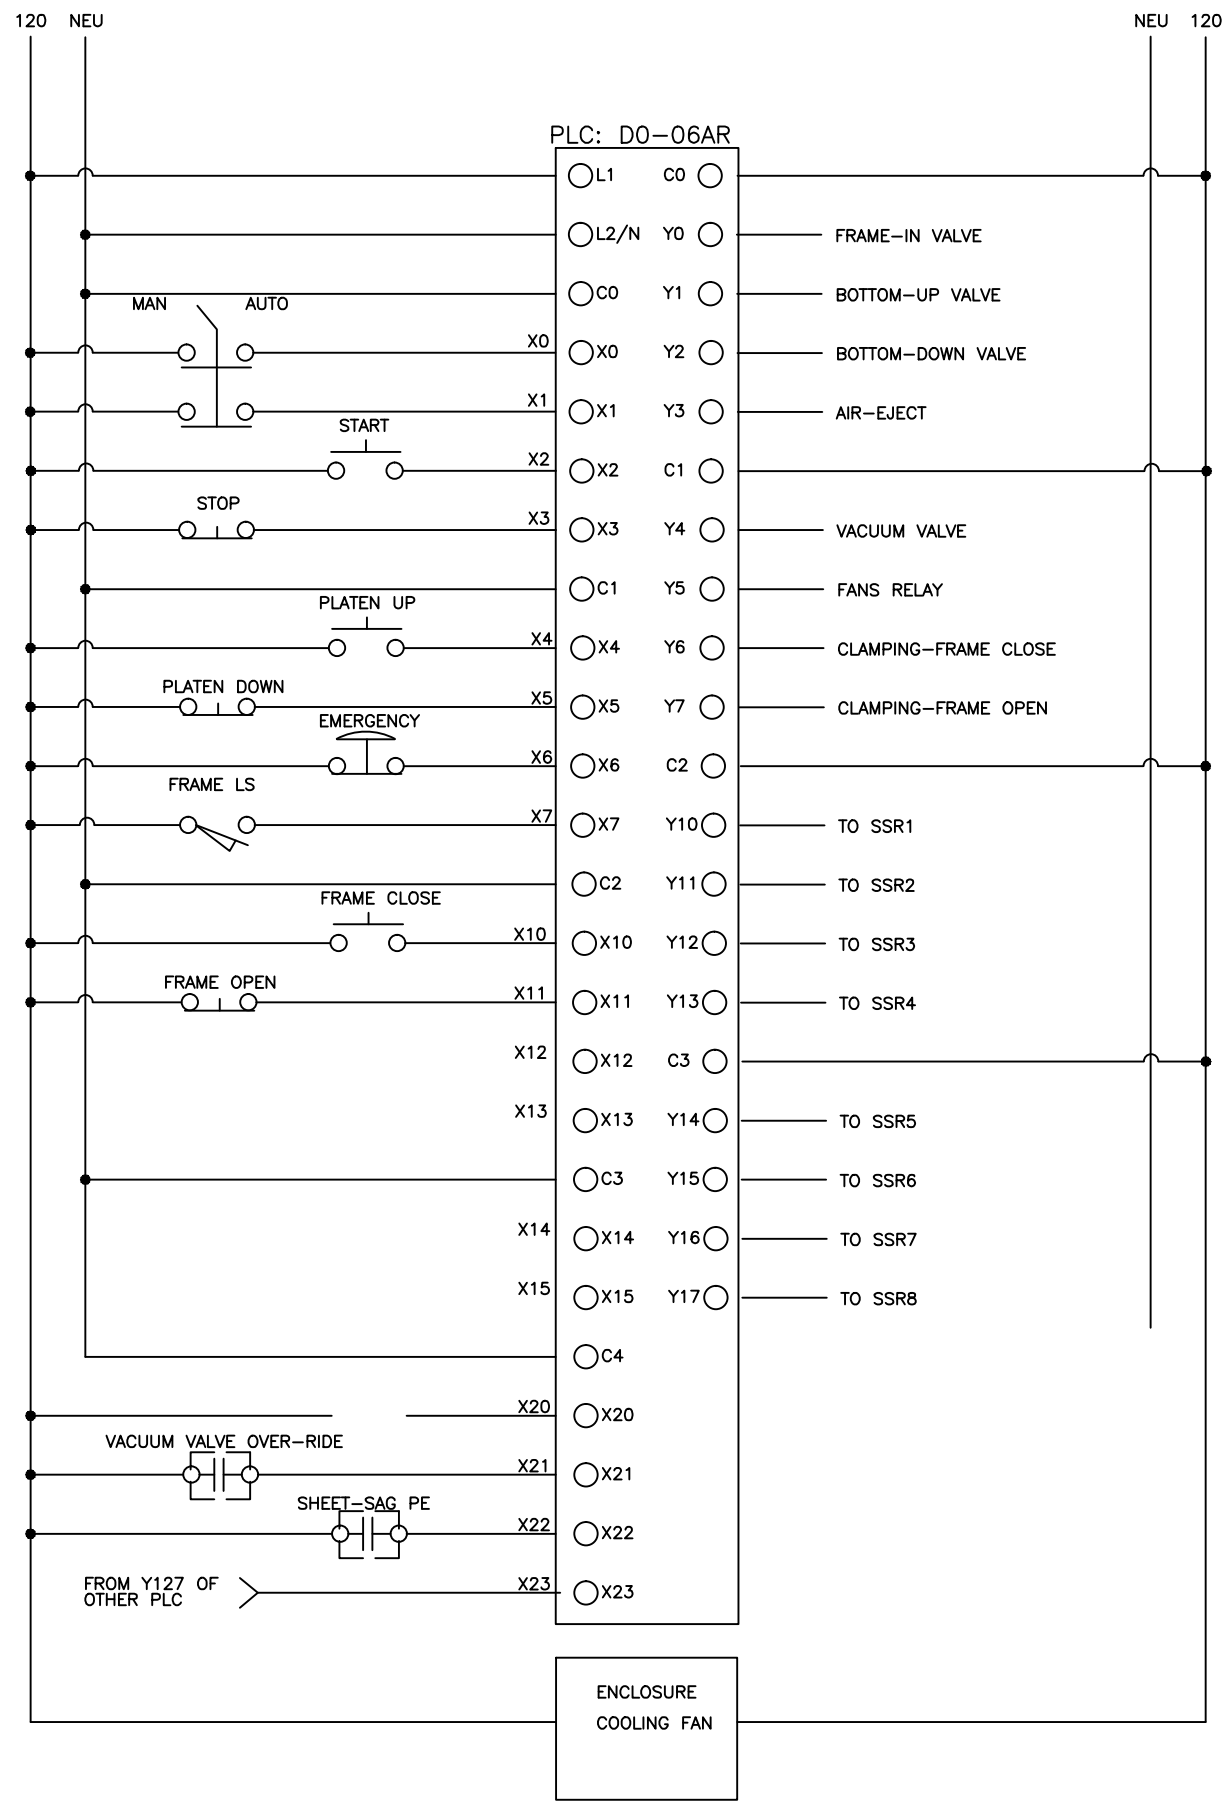 120 NEU NEU 120
PLC: D0-06AR
L1 C0
L2/N Y0 FRAME-IN VALVE
C0 Y1 BOTTOM-UP VALVE
MAN AUTO
X0 X0 Y2 BOTTOM-DOWN VALVE
X1 X1 Y3 AIR-EJECT
START
X2 X2 C1
STOP
X3 X3 Y4 VACUUM VALVE
C1 Y5 FANS RELAY
PLATEN UP
X4 X4 Y6 CLAMPING-FRAME CLOSE
PLATEN DOWN
X5 X5 Y7 CLAMPING-FRAME OPEN
EMERGENCY
X6 X6 C2
FRAME LS
X7 X7 Y10 TO SSR1
C2 Y11 TO SSR2
FRAME CLOSE
X10 X10 Y12 TO SSR3
FRAME OPEN
X11 X11 Y13 TO SSR4
X12 X12 C3
X13 X13 Y14 TO SSR5
C3 Y15 TO SSR6
X14 X14 Y16 TO SSR7
X15 X15 Y17 TO SSR8
C4
X20 X20
VACUUM VALVE OVER-RIDE
X21 X21
SHEET-SAG PE
X22 X22
FROM Y127 OF
OTHER PLC
X23 X23
ENCLOSURE
COOLING FAN